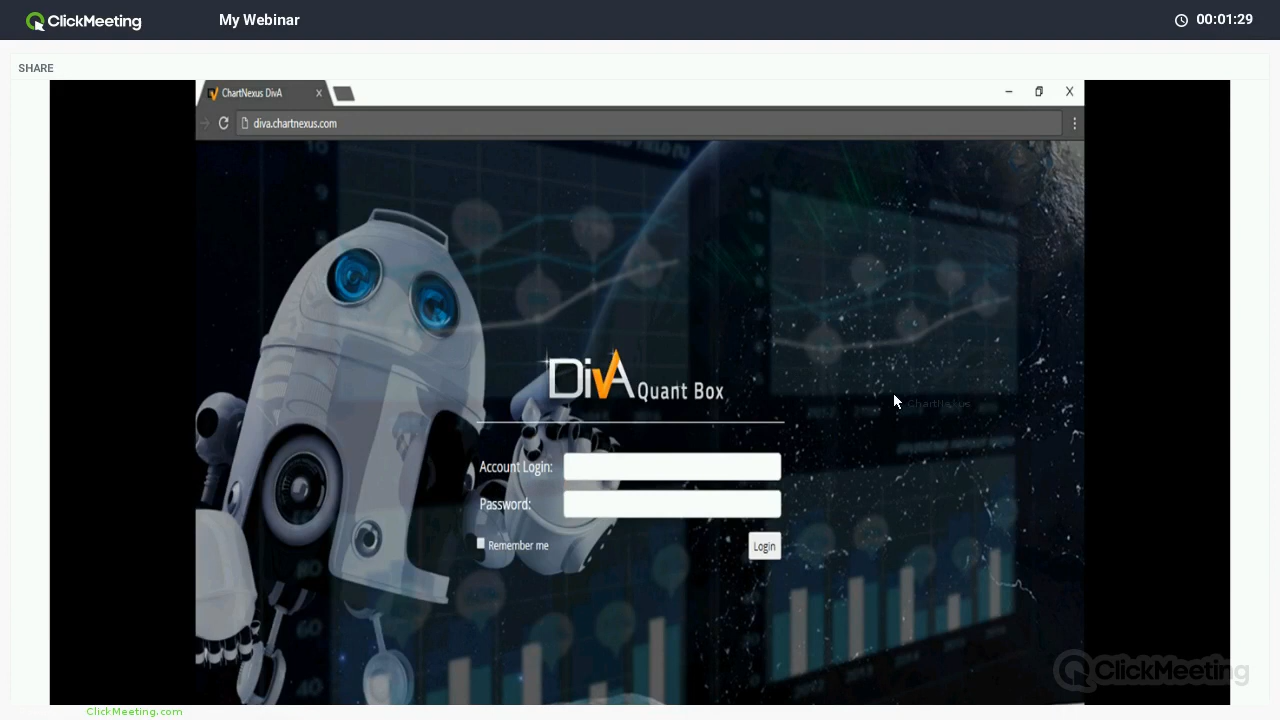 ClickMeeting
My Webinar
00:01:29
SHARE
ChartNexus DivA
X
X
diva.chartnexus.com
DivA Quant Box
ChartNexus
Account Login:
Password:
Remember me
Login
ClickMeeting
ClickMeeting.com